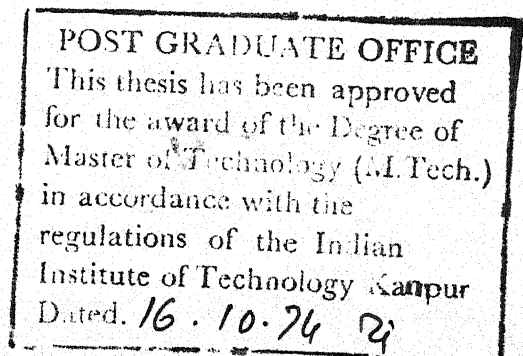 POST GRADUATE OFFICE
This thesis has been approved
for the award of the Degree of
Master of Technology (M.Tech.)
in accordance with the
regulations of the Indian
Institute of Technology Kanpur
Dated. 16.10.74